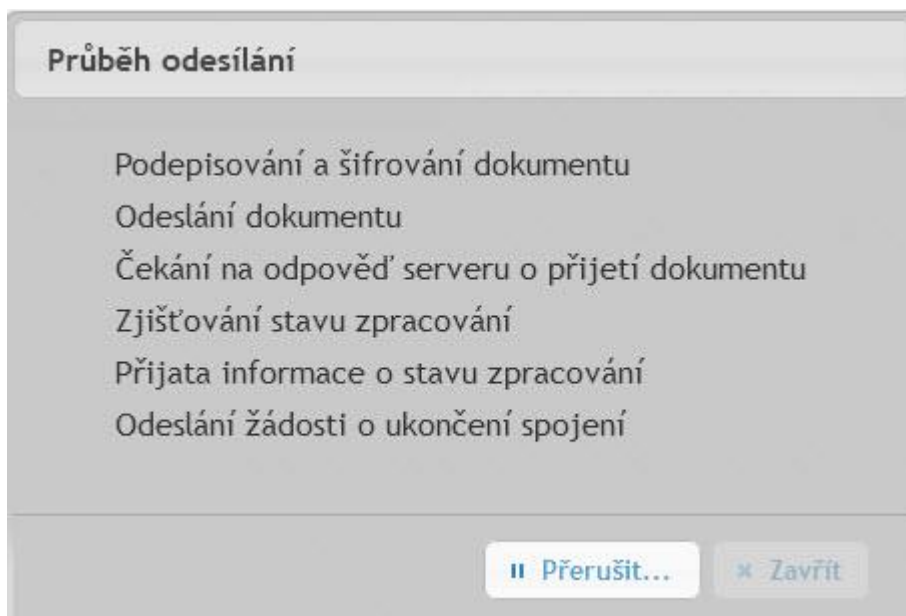 Průběh odesílání
Podepisování a šifrování dokumentu
Odeslání dokumentu
Čekání na odpověď serveru o přijetí dokumentu
Zjišťování stavu zpracování
Přijata informace o stavu zpracování
Odeslání žádosti o ukončení spojení
Přerušit... Zavřít